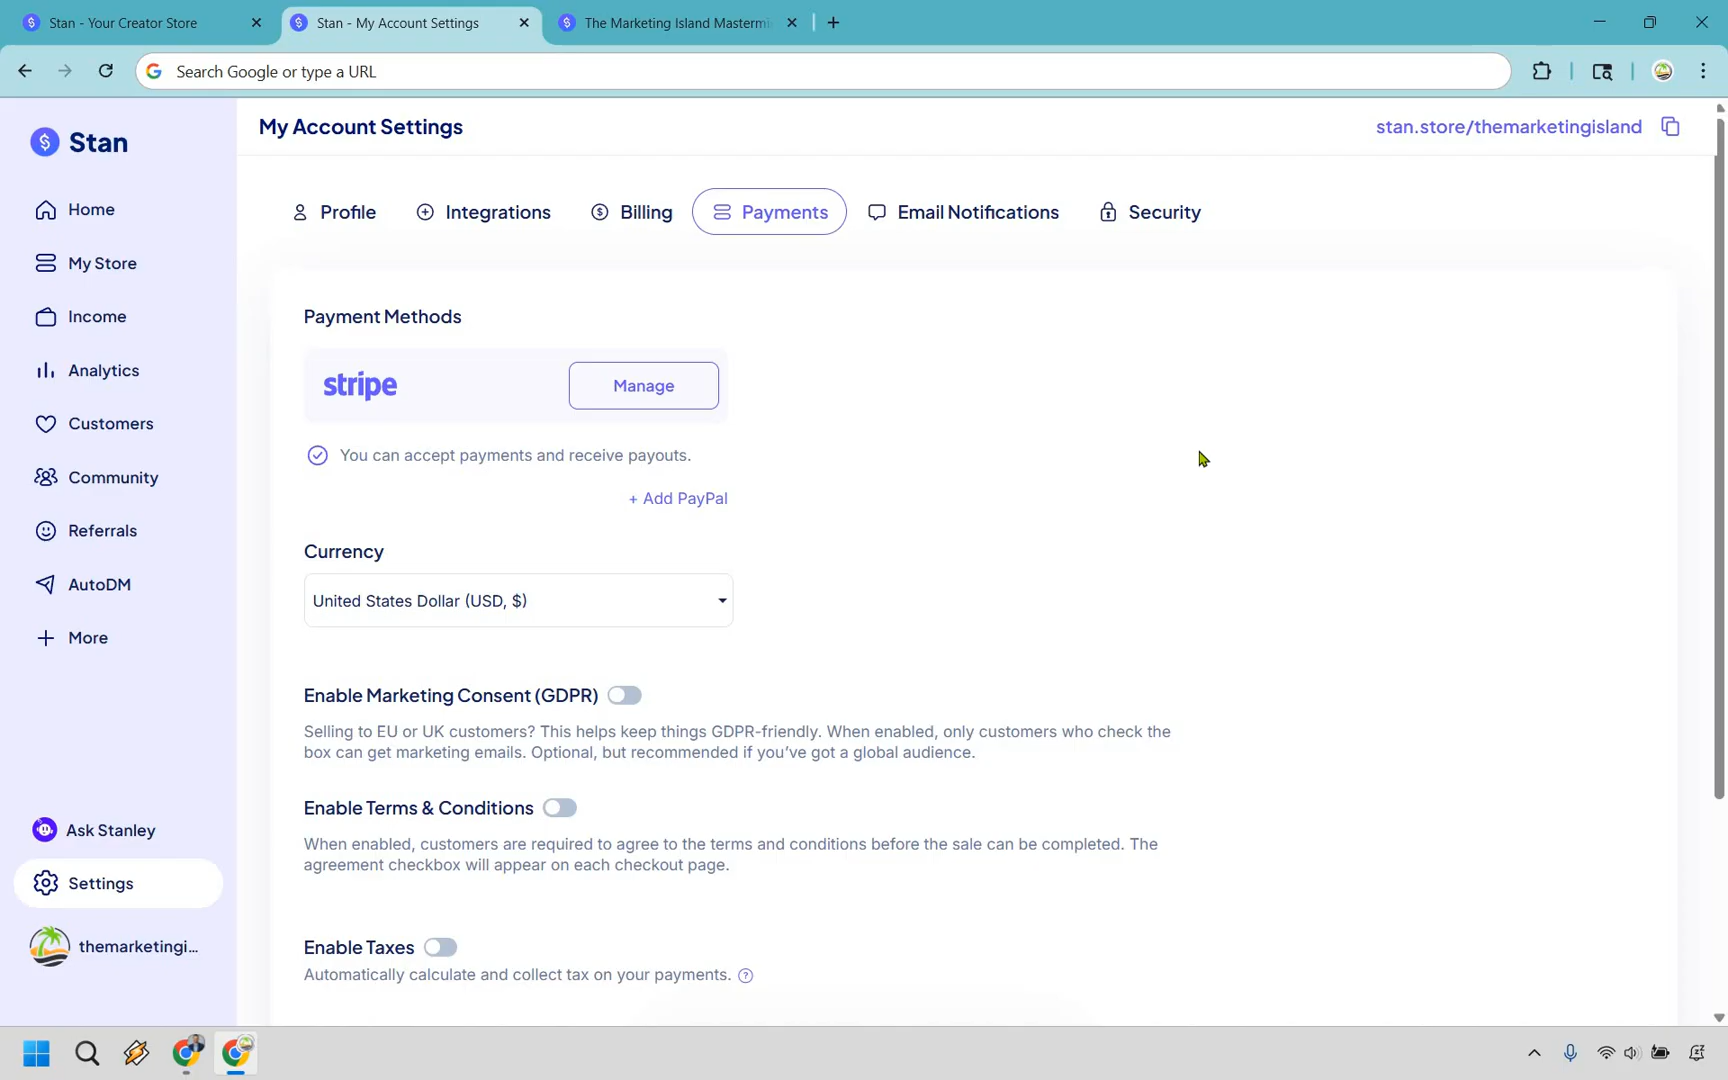 Stan - Your Creator Store
Stan - My Account Settings
The Marketing Island Mastermi
Search Google or type a URL
Stan
My Account Settings
stan.store/themarketingisland
Home
My Store
Income
Analytics
Customers
Community
Referrals
AutoDM
More
Ask Stanley
Settings
themarketingi...
Profile
Integrations
Billing
Payments
Email Notifications
Security
Payment Methods
stripe
Manage
You can accept payments and receive payouts.
+ Add PayPal
Currency
United States Dollar (USD, $)
Enable Marketing Consent (GDPR)
Selling to EU or UK customers? This helps keep things GDPR-friendly. When enabled, only customers who check the
box can get marketing emails. Optional, but recommended if you've got a global audience.
Enable Terms & Conditions
When enabled, customers are required to agree to the terms and conditions before the sale can be completed. The
agreement checkbox will appear on each checkout page.
Enable Taxes
Automatically calculate and collect tax on your payments.